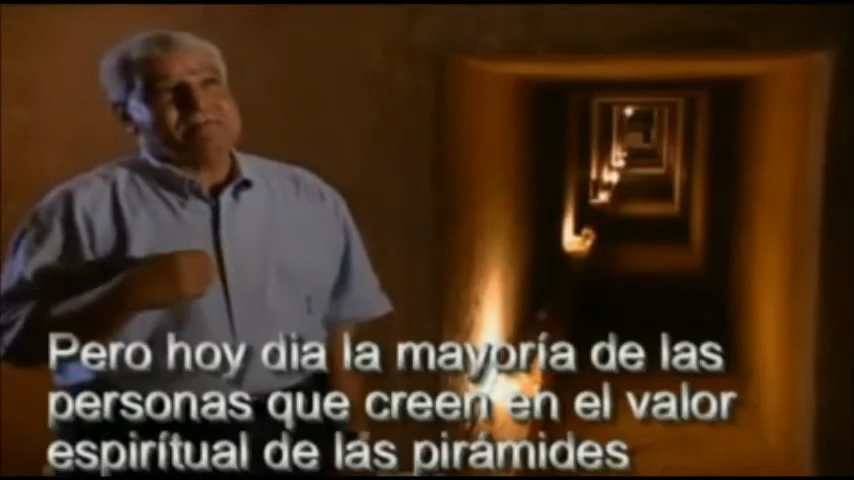 Pero hoy dia la mayoría de las
personas que creen en el valor
espirítual de las pirámides